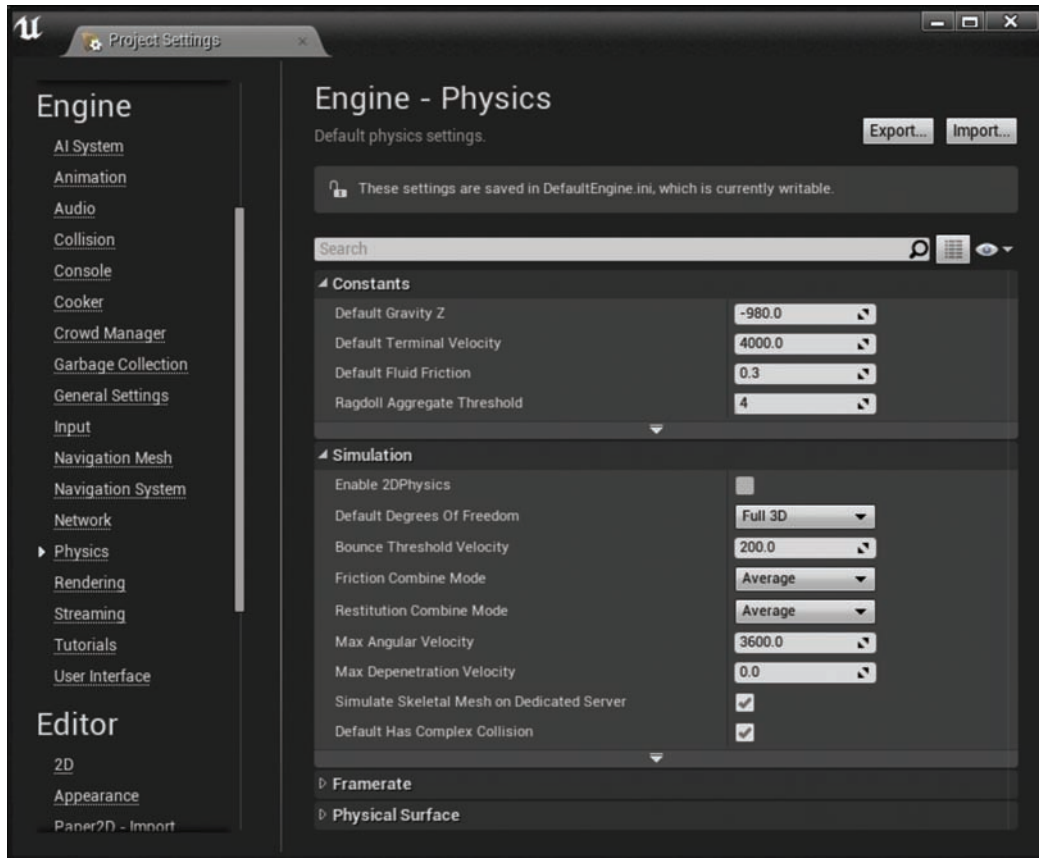 Project Settings
Engine
AI System
Animation
Audio
Collision
Console
Cooker
Crowd Manager
Garbage Collection
General Settings
Input
Navigation Mesh
Navigation System
Network
Physics
Rendering
Streaming
Tutorials
User Interface
Editor
2D
Appearance
Paper2D - Import
Engine - Physics
Default physics settings.
Export... Import...
These settings are saved in DefaultEngine.ini, which is currently writable.
Search
Constants
Default Gravity Z -980.0
Default Terminal Velocity 4000.0
Default Fluid Friction 0.3
Ragdoll Aggregate Threshold 4
Simulation
Enable 2DPhysics
Default Degrees Of Freedom Full 3D
Bounce Threshold Velocity 200.0
Friction Combine Mode Average
Restitution Combine Mode Average
Max Angular Velocity 3600.0
Max Depenetration Velocity 0.0
Simulate Skeletal Mesh on Dedicated Server
Default Has Complex Collision
Framerate
Physical Surface